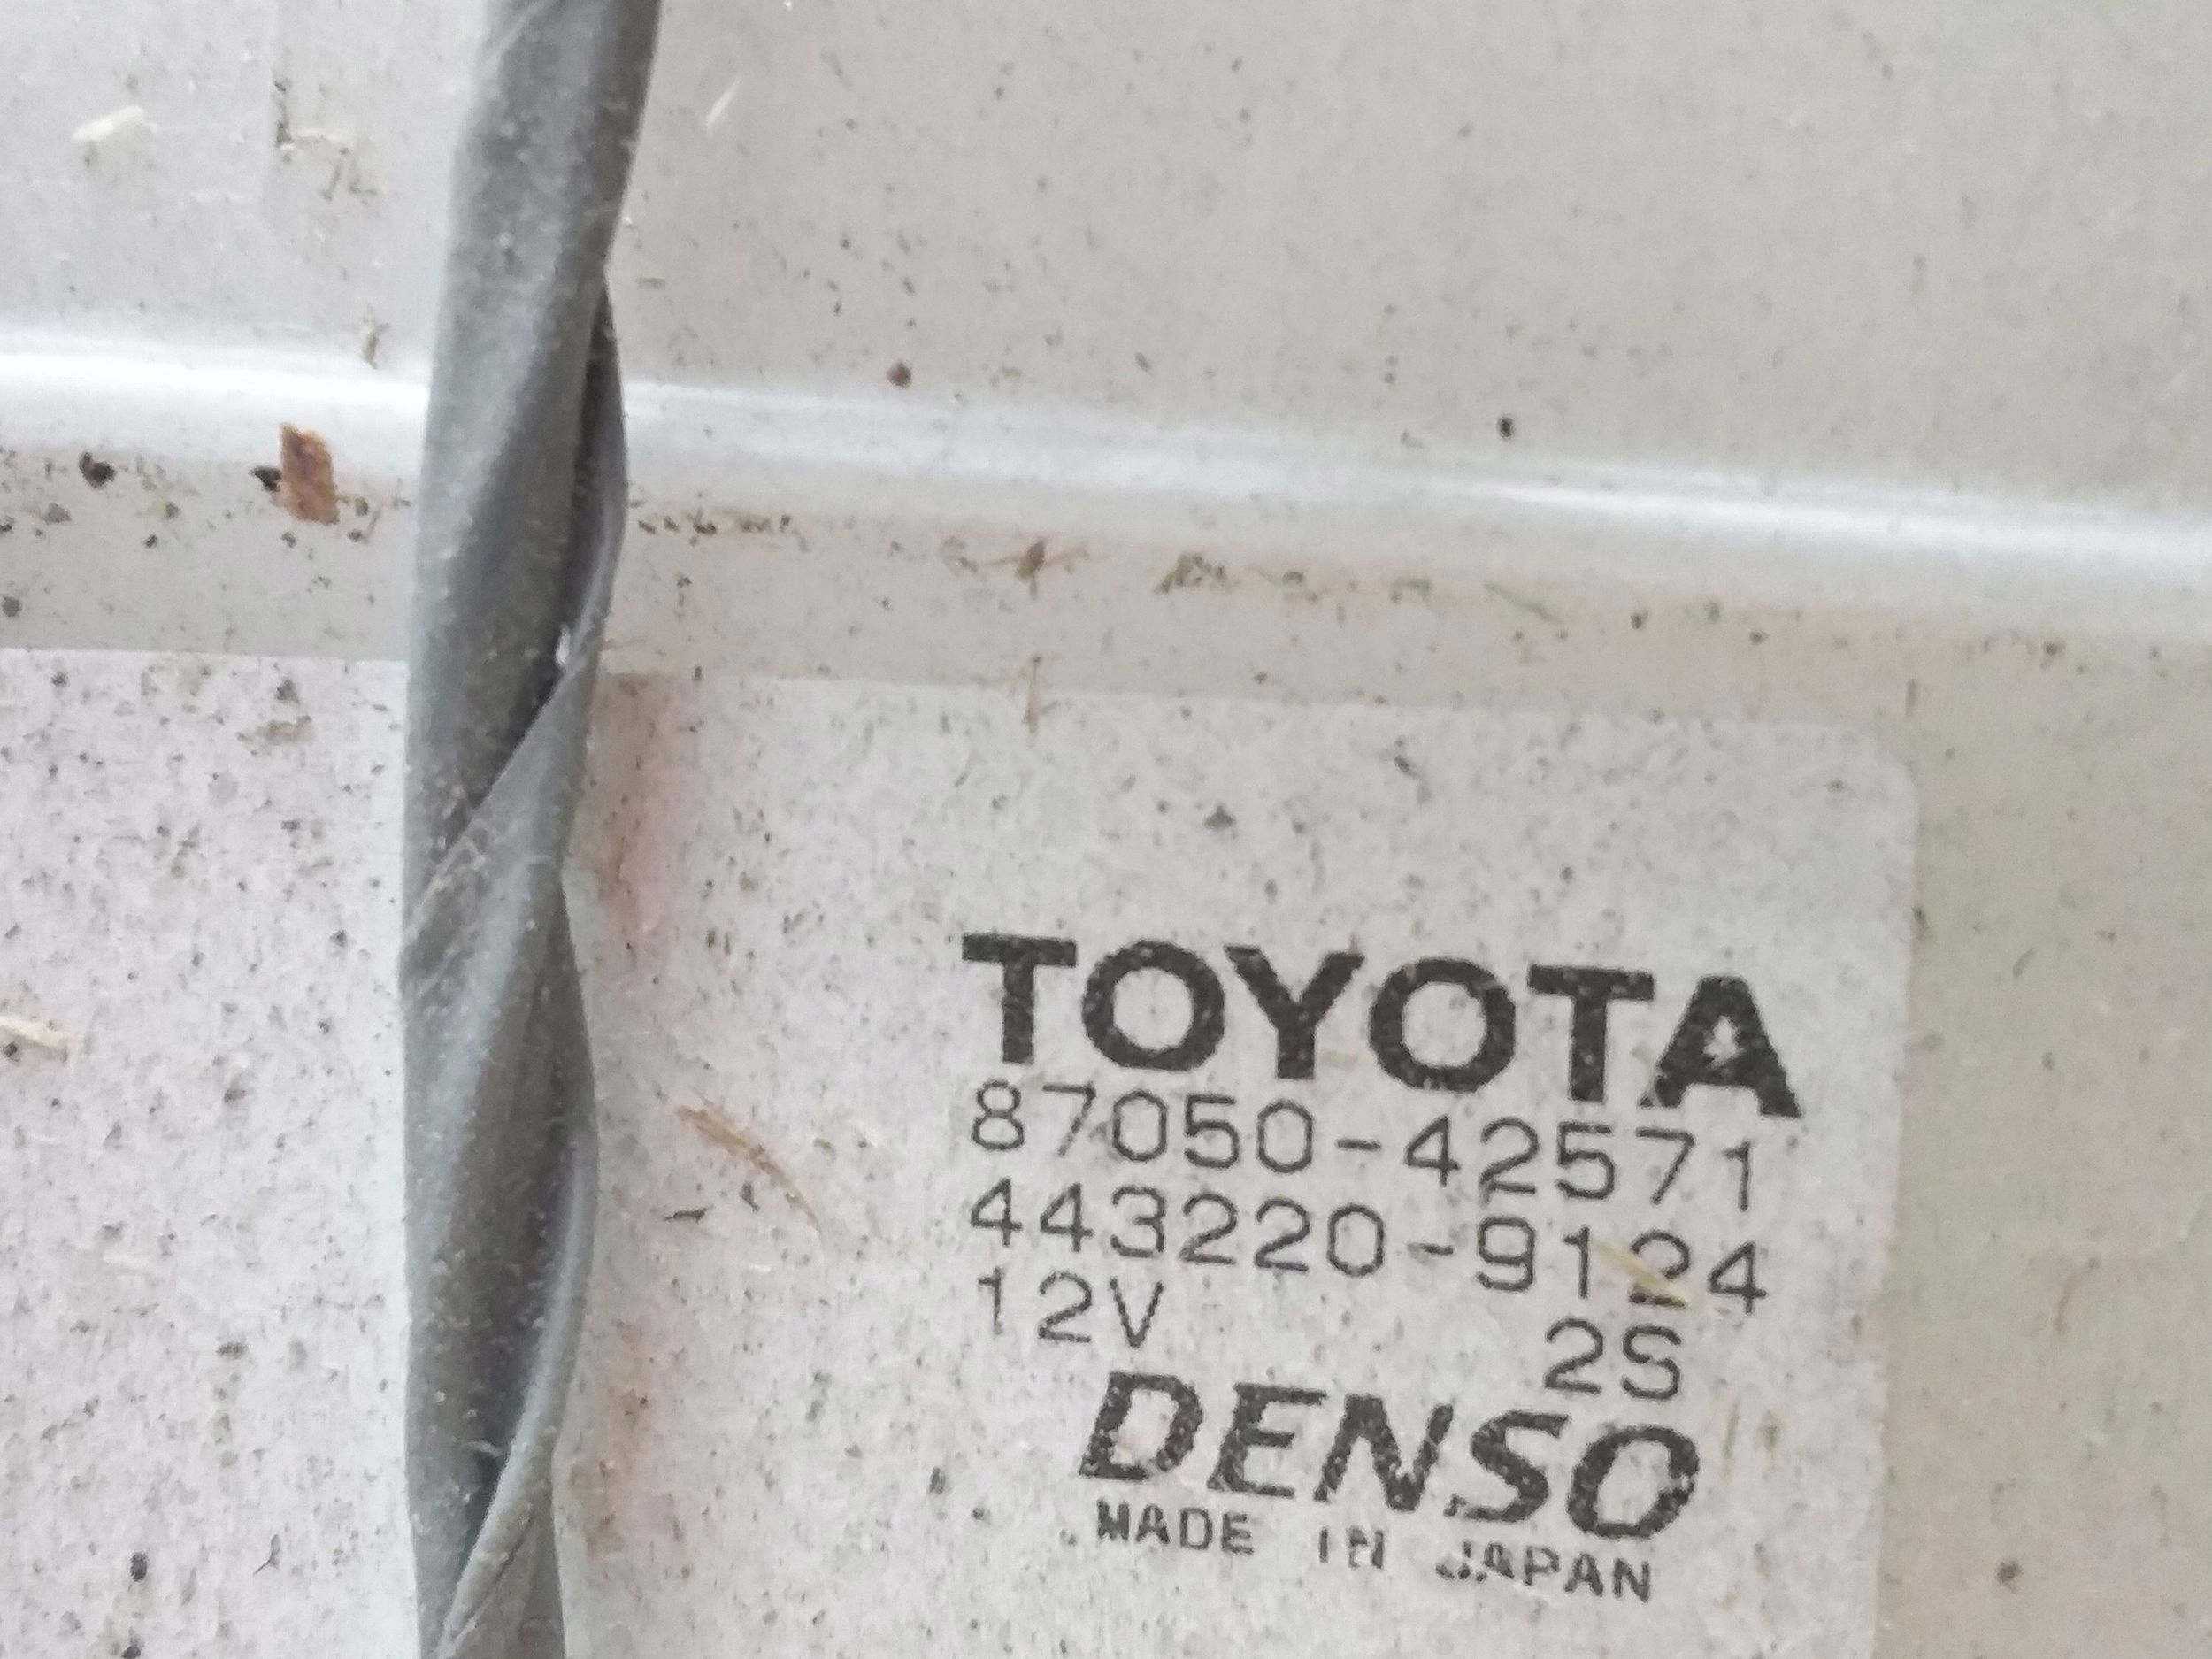 TOYOTA
87050-42571
443220-9124
12V 2S
DENSO
MADE IN JAPAN